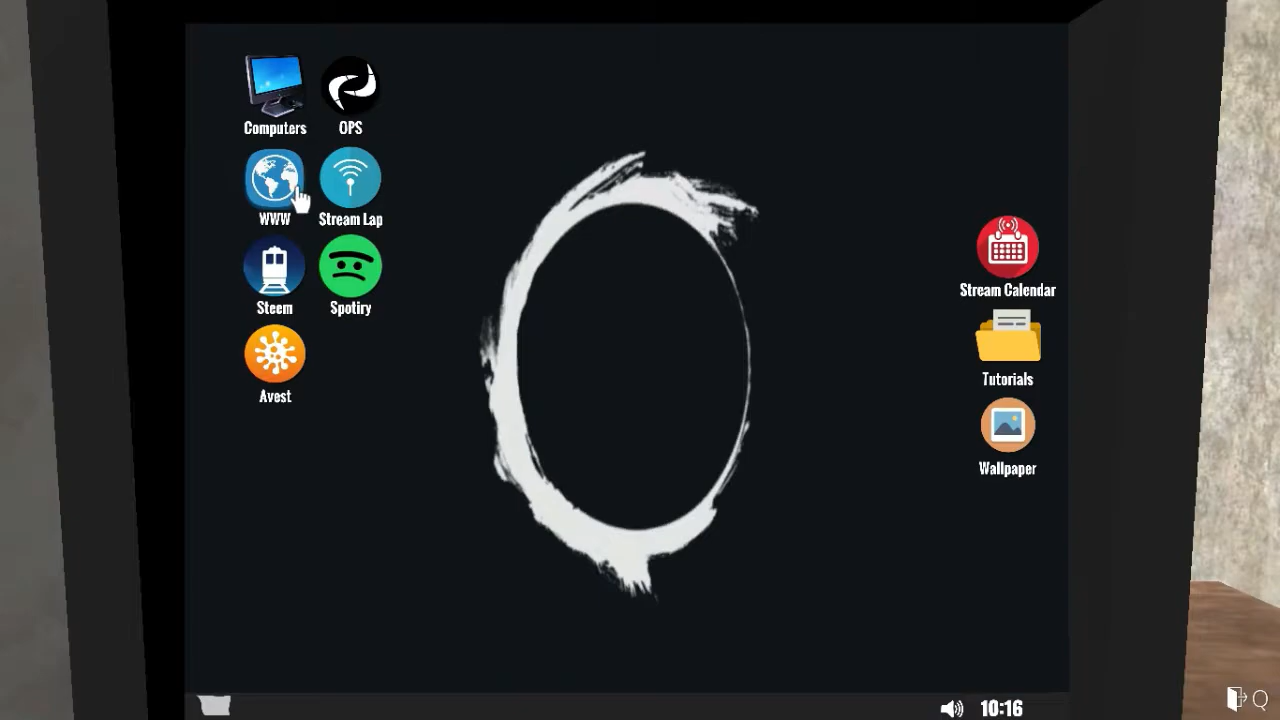 Computers
OPS
WWW
Stream Lap
Steem
Spotiry
Avest
Stream Calendar
Tutorials
Wallpaper
10:16
Q